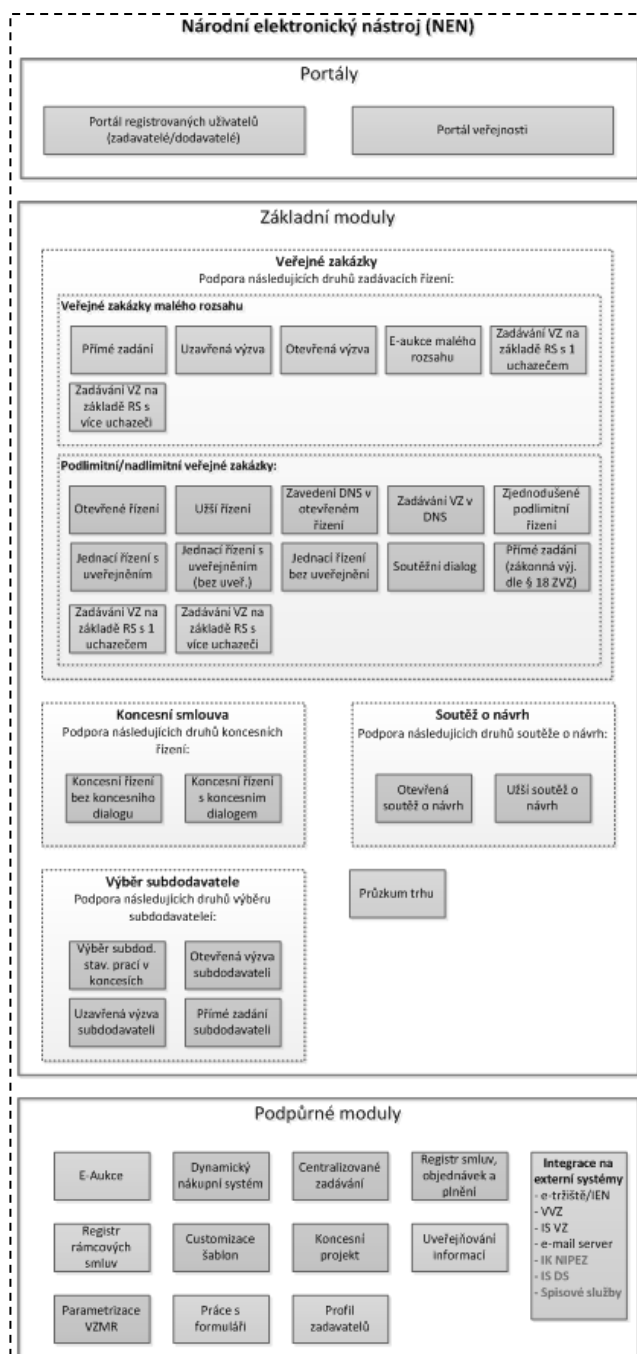 Národní elektronický nástroj (NEN)
Portály
Portál registrovaných uživatelů
(zadavatelé/dodavatelé)
Portál veřejnosti
Základní moduly
Veřejné zakázky
Podpora následujících druhů zadávacích řízení:
Veřejné zakázky malého rozsahu
Přímé zadání
Uzavřená výzva
Otevřená výzva
E-aukce malého
rozsahu
Zadávání VZ na
základě RS s 1
uchazečem
Zadávání VZ na
základě RS s
více uchazeči
Podlimitní/nadlimitní veřejné zakázky:
Otevřené řízení
Užší řízení
Zavedení DNS v
otevřeném
řízení
Zadávání VZ v
DNS
Zjednodušené
podlimitní
řízení
Jednací řízení s
uveřejněním
Jednací řízení s
uveřejněním
(bez uveř.)
Jednací řízení
bez uveřejnění
Soutěžní dialog
Přímé zadání
(zákonná výj.
dle § 18 ZVZ)
Zadávání VZ na
základě RS s 1
uchazečem
Zadávání VZ na
základě RS s
více uchazeči
Koncesní smlouva
Podpora následujících druhů koncesních
řízení:
Koncesní řízení
bez koncesního
dialogu
Koncesní řízení
s koncesním
dialogem
Soutěž o návrh
Podpora následujících druhů soutěže o návrh:
Otevřená
soutěž o návrh
Užší soutěž o
návrh
Výběr subdodavatele
Podpora následujících druhů výběru
subdodavateleí:
Výběr subdod.
stav. prací v
koncesích
Otevřená výzva
subdodavateli
Uzavřená výzva
subdodavateli
Přímé zadání
subdodavateli
Průzkum trhu
Podpůrné moduly
E-Aukce
Dynamický
nákupní systém
Centralizované
zadávání
Registr smluv,
objednávek a
plnění
Registr
rámcových
smluv
Customizace
šablon
Koncesní
projekt
Uveřejňování
informací
Parametrizace
VZMR
Práce s
formuláři
Profil
zadavatelů
Integrace na
externí systémy
- e-tržiště/IEN
- VVZ
- IS VZ
- e-mail server
- IK NIPEZ
- IS DS
- Spisové služby